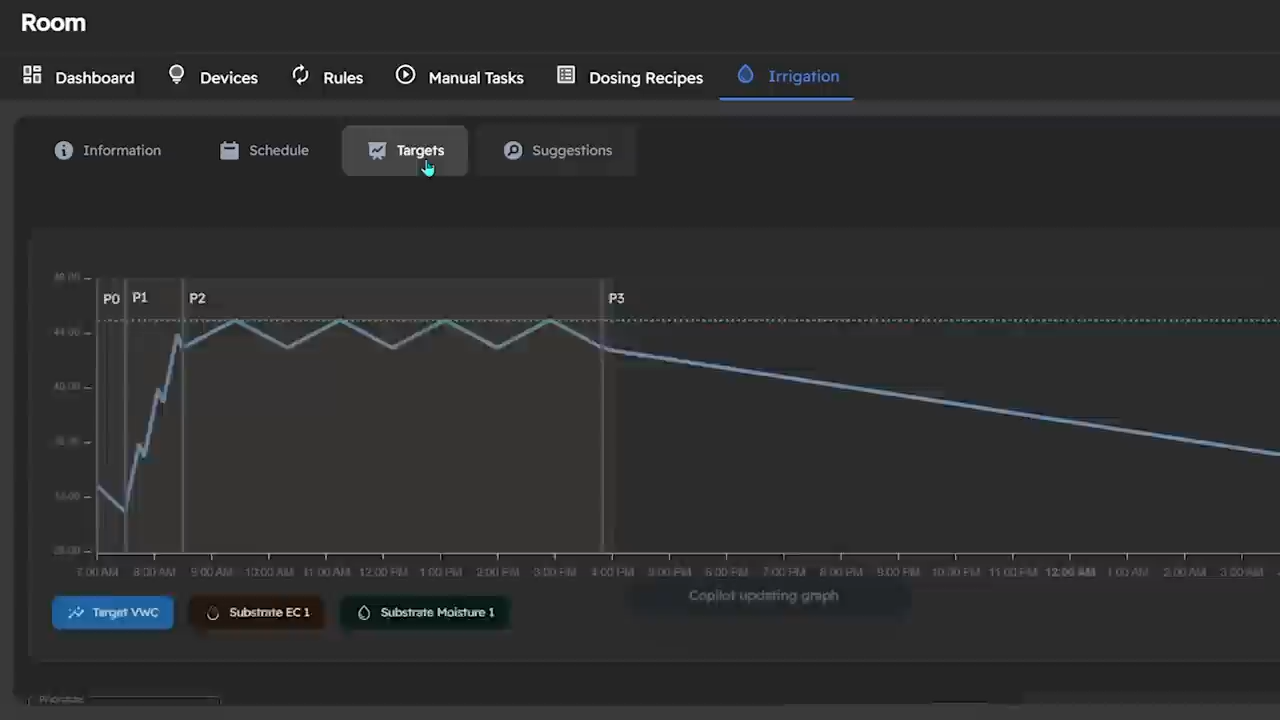 Room
Dashboard Devices Rules Manual Tasks Dosing Recipes Irrigation
Information Schedule Targets Suggestions
P0 P1 P2 P3
44.00
40.00
8:00 AM 9:00 AM 10:00 AM 11:00 AM 12:00 PM 1:00 PM 2:00 PM 3:00 PM 4:00 PM 5:00 PM 6:00 PM 7:00 PM 8:00 PM 9:00 PM 10:00 PM 11:00 PM 12:00 AM 1:00 AM 2:00 AM 3:00 AM
Copilot updating graph
Target VWC Substrate EC 1 Substrate Moisture 1